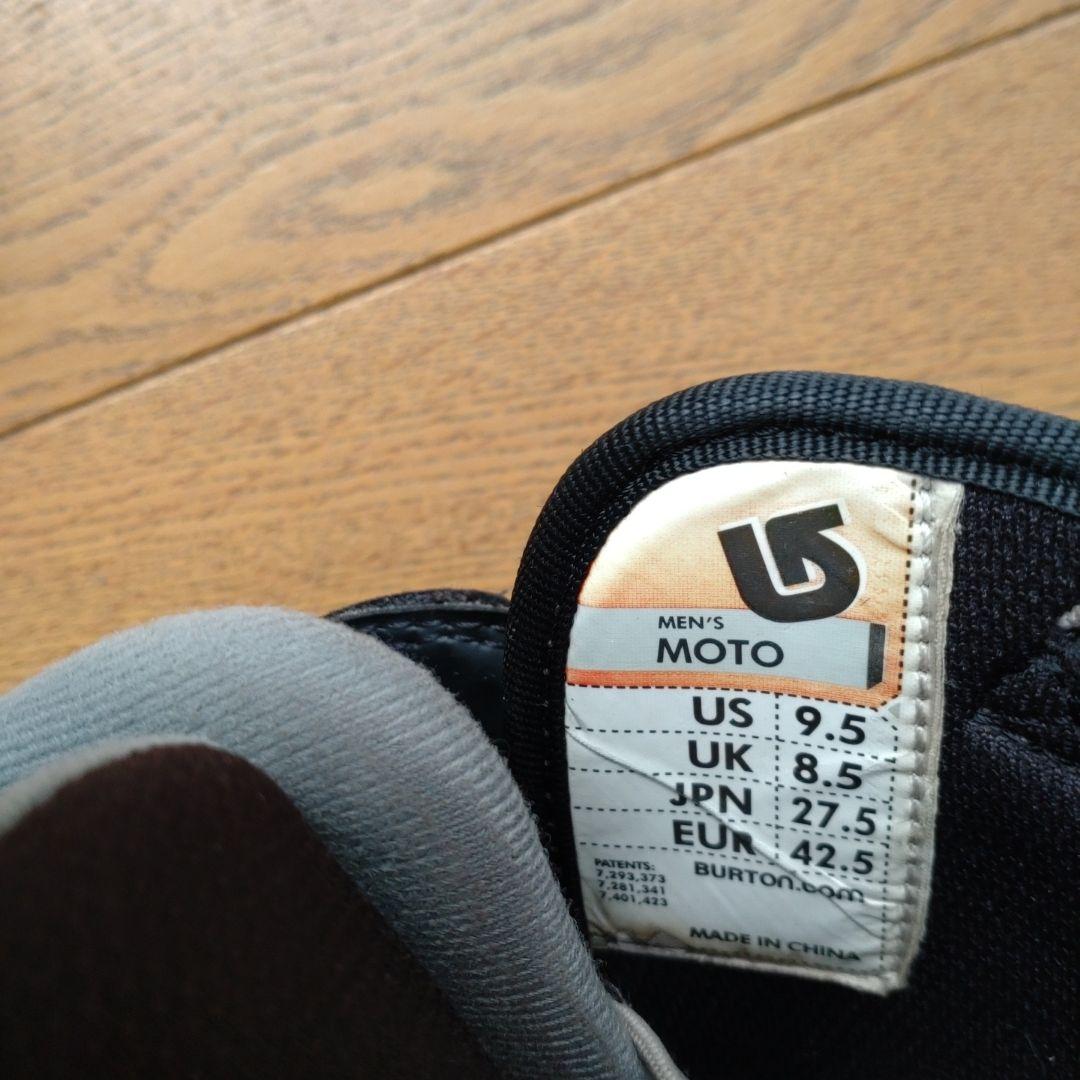 MEN'S
MOTO
US 9.5
UK 8.5
JPN 27.5
EUR 42.5
PATENTS:
7,293,373
7,281,341
7,401,423
BURTON.com
MADE IN CHINA